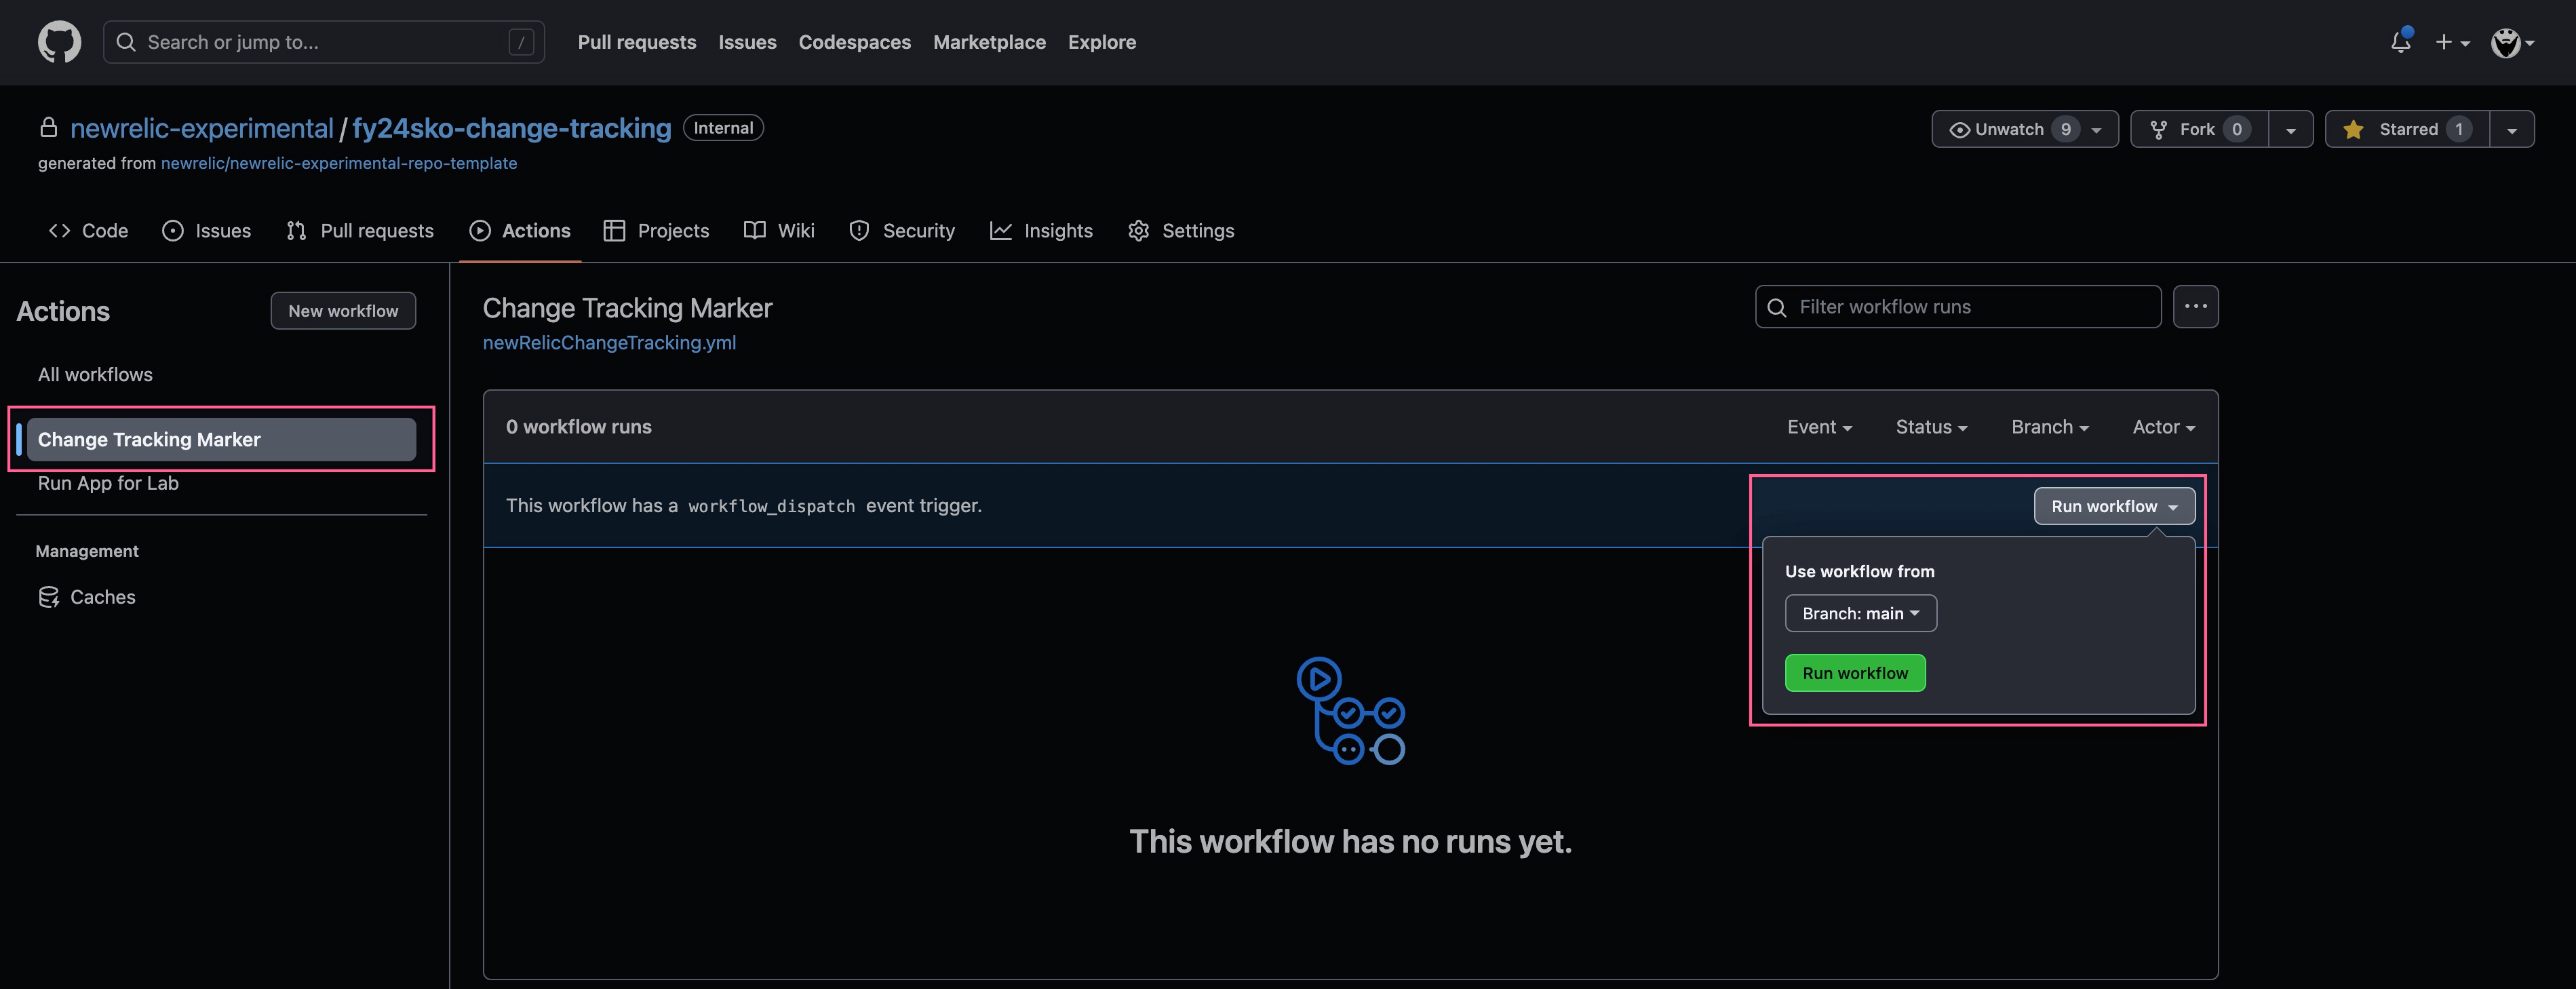 Search or jump to... /
Pull requests Issues Codespaces Marketplace Explore
newrelic-experimental / fy24sko-change-tracking Internal
generated from newrelic/newrelic-experimental-repo-template
Unwatch 9 Fork 0 Starred 1
Code Issues Pull requests Actions Projects Wiki Security Insights Settings
Actions New workflow
All workflows
Change Tracking Marker
Run App for Lab
Management
Caches
Change Tracking Marker
newRelicChangeTracking.yml
Filter workflow runs
0 workflow runs
Event Status Branch Actor
This workflow has a workflow_dispatch event trigger.
Run workflow
Use workflow from
Branch: main
Run workflow
This workflow has no runs yet.